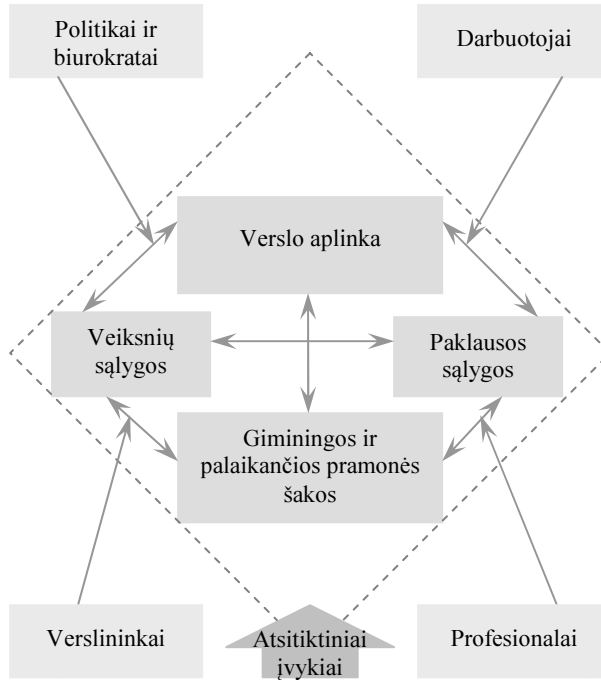 Politikai ir
biurokratai
Darbuotojai
Verslo aplinka
Veiksnių
sąlygos
Paklausos
sąlygos
Giminingos ir
palaikančios pramonės
šakos
Verslininkai
Atsitiktiniai
įvykiai
Profesionalai